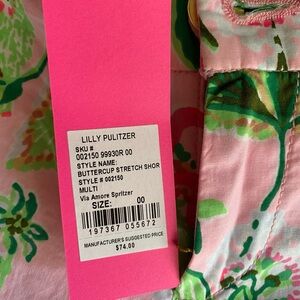 LILLY PULITZER
SKU #
002150 99930R 00
STYLE NAME:
BUTTERCUP STRETCH SHOR
STYLE # 002150
MULTI
Via Amore Spritzer
SIZE: 00
197367 055672
MANUFACTURER'S SUGGESTED PRICE
$74.00